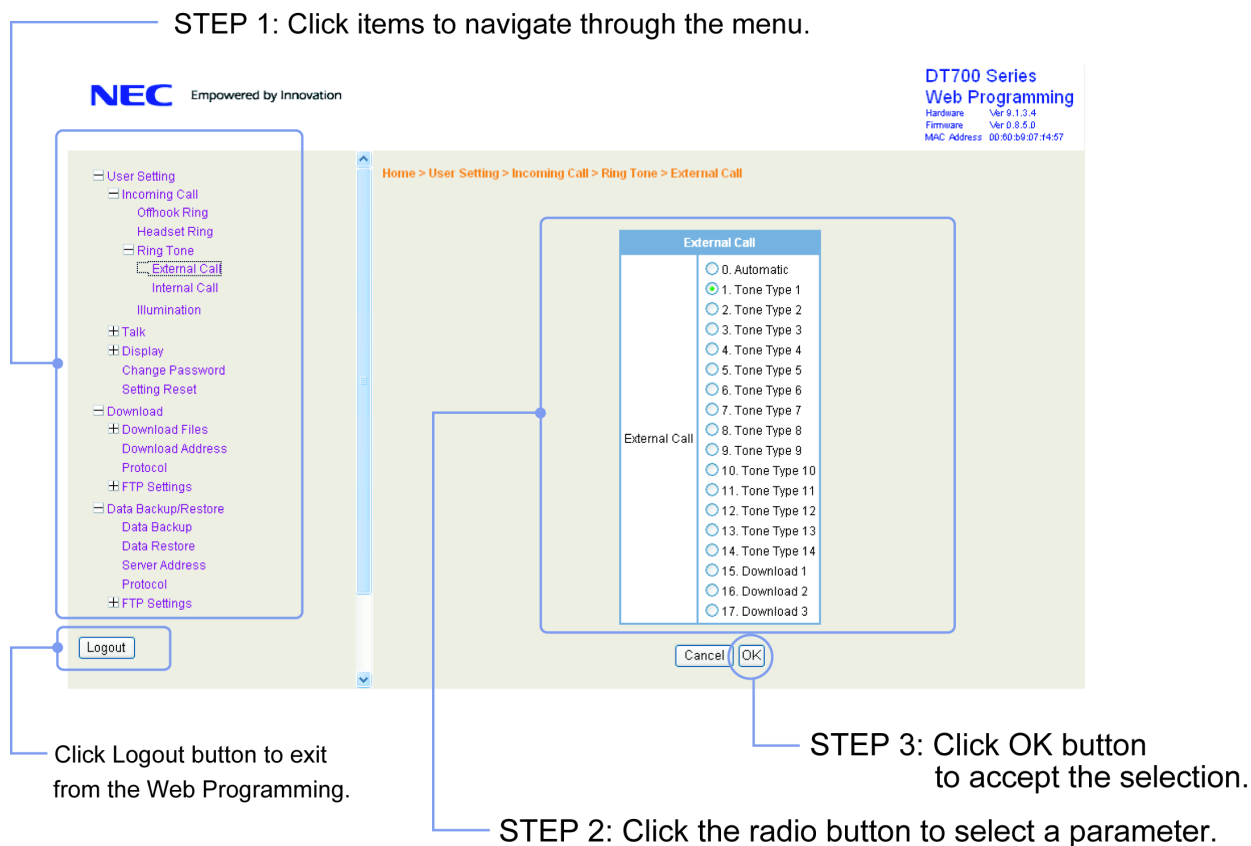 STEP 1: Click items to navigate through the menu.
NEC Empowered by Innovation
DT700 Series
Web Programming
Hardware Ver 9.1.3.4
Firmware Ver 0.8.5.0
MAC Address 00:60:b9:07:f4:57
User Setting
Incoming Call
Offhook Ring
Headset Ring
Ring Tone
External Call
Internal Call
Illumination
Talk
Display
Change Password
Setting Reset
Download
Download Files
Download Address
Protocol
FTP Settings
Data Backup/Restore
Data Backup
Data Restore
Server Address
Protocol
FTP Settings
Logout
Home > User Setting > Incoming Call > Ring Tone > External Call
External Call
External Call
0. Automatic
1. Tone Type 1
2. Tone Type 2
3. Tone Type 3
4. Tone Type 4
5. Tone Type 5
6. Tone Type 6
7. Tone Type 7
8. Tone Type 8
9. Tone Type 9
10. Tone Type 10
11. Tone Type 11
12. Tone Type 12
13. Tone Type 13
14. Tone Type 14
15. Download 1
16. Download 2
17. Download 3
Cancel OK
Click Logout button to exit
from the Web Programming.
STEP 3: Click OK button
to accept the selection.
STEP 2: Click the radio button to select a parameter.